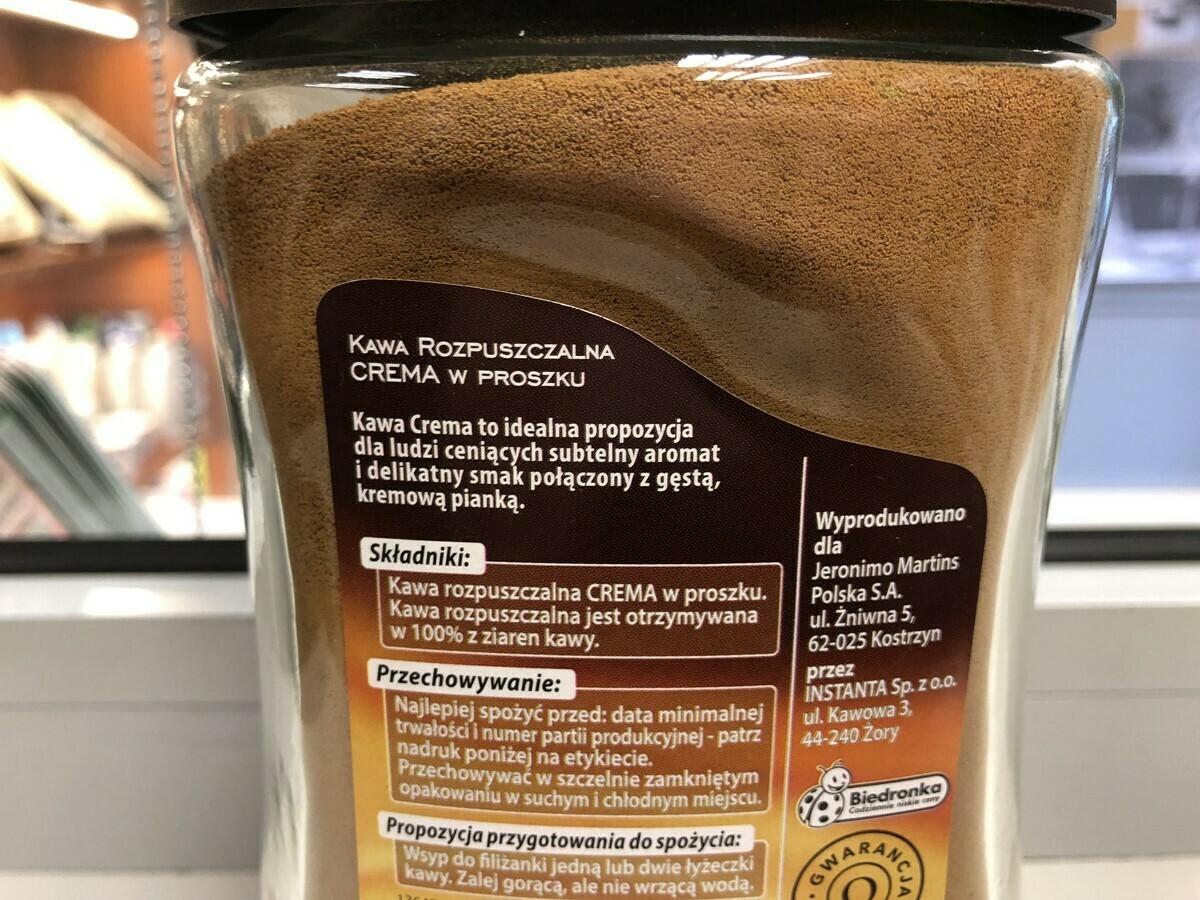 KAWA ROZPUSZCZALNA
CREMA W PROSZKU
Kawa Crema to idealna propozycja
dla ludzi ceniących subtelny aromat
i delikatny smak połączony z gęstą,
kremową pianką.
Składniki:
Kawa rozpuszczalna CREMA w proszku.
Kawa rozpuszczalna jest otrzymywana
w 100% z ziaren kawy.
Przechowywanie:
Najlepiej spożyć przed: data minimalnej
trwałości i numer partii produkcyjnej - patrz
nadruk poniżej na etykiecie.
Przechowywać w szczelnie zamkniętym
opakowaniu w suchym i chłodnym miejscu.
Propozycja przygotowania do spożycia:
Wsyp do filiżanki jedną lub dwie łyżeczki
kawy. Zalej gorącą, ale nie wrzącą wodą.
Wyprodukowano
dla
Jeronimo Martins
Polska S.A.
ul. Żniwna 5,
62-025 Kostrzyn
przez
INSTANTA Sp. z o.o.
ul. Kawowa 3,
44-240 Żory
Biedronka
Codziennie niskie ceny
GWARANCJA